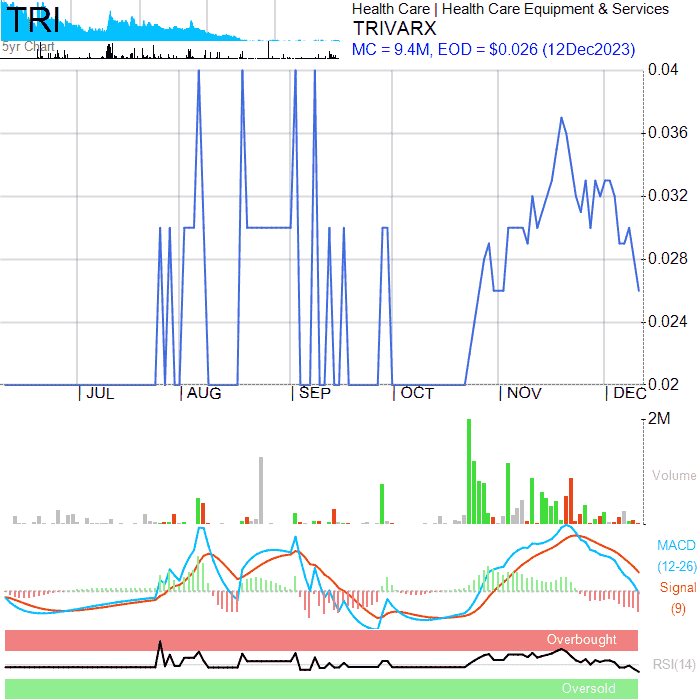 TRI
5yr Chart
Health Care | Health Care Equipment & Services
TRIVARX
MC = 9.4M, EOD = $0.026 (12Dec2023)
0.04
0.036
0.032
0.028
0.024
0.02
JUL
AUG
SEP
OCT
NOV
DEC
2M
Volume
MACD
(12-26)
Signal
(9)
Overbought
RSI(14)
Oversold